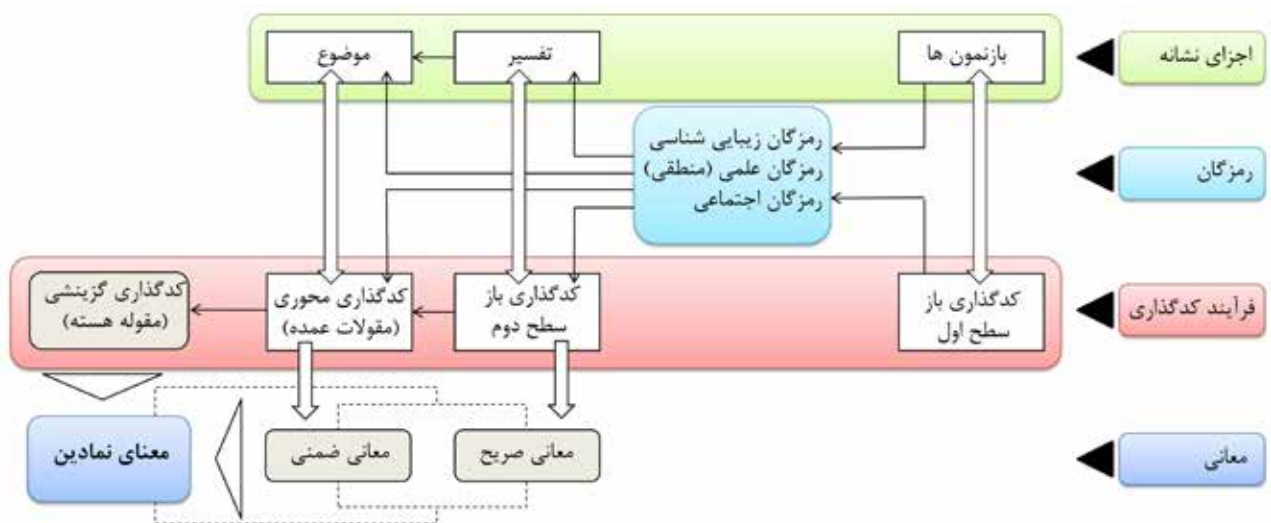 اجزای نشانه
بازنمون ها
تفسیر
موضوع
رمزگان
رمزگان زیبایی شناسی
رمزگان علمی (منطقی)
رمزگان اجتماعی
فرآیند کدگذاری
کدگذاری باز
سطح اول
کدگذاری باز
سطح دوم
کدگذاری محوری
(مقولات عمده)
کدگذاری گزینشی
(مقوله هسته)
معانی
معانی صریح
معانی ضمنی
معنای نمادین